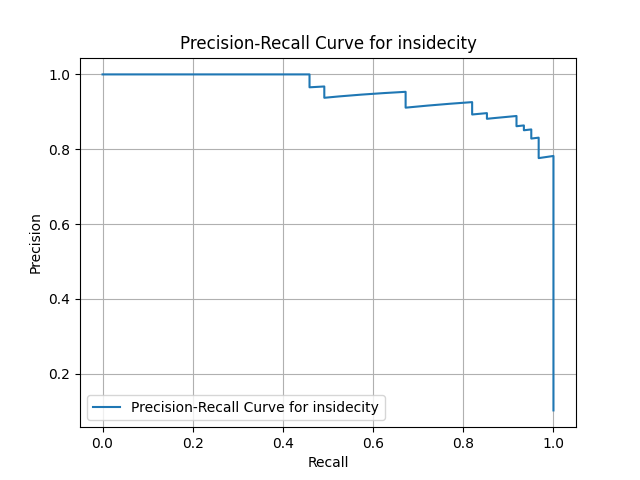 Precision-Recall Curve for insidecity
1.0
0.8
0.6
0.4
0.2
Precision
Precision-Recall Curve for insidecity
0.0 0.2 0.4 0.6 0.8 1.0
Recall